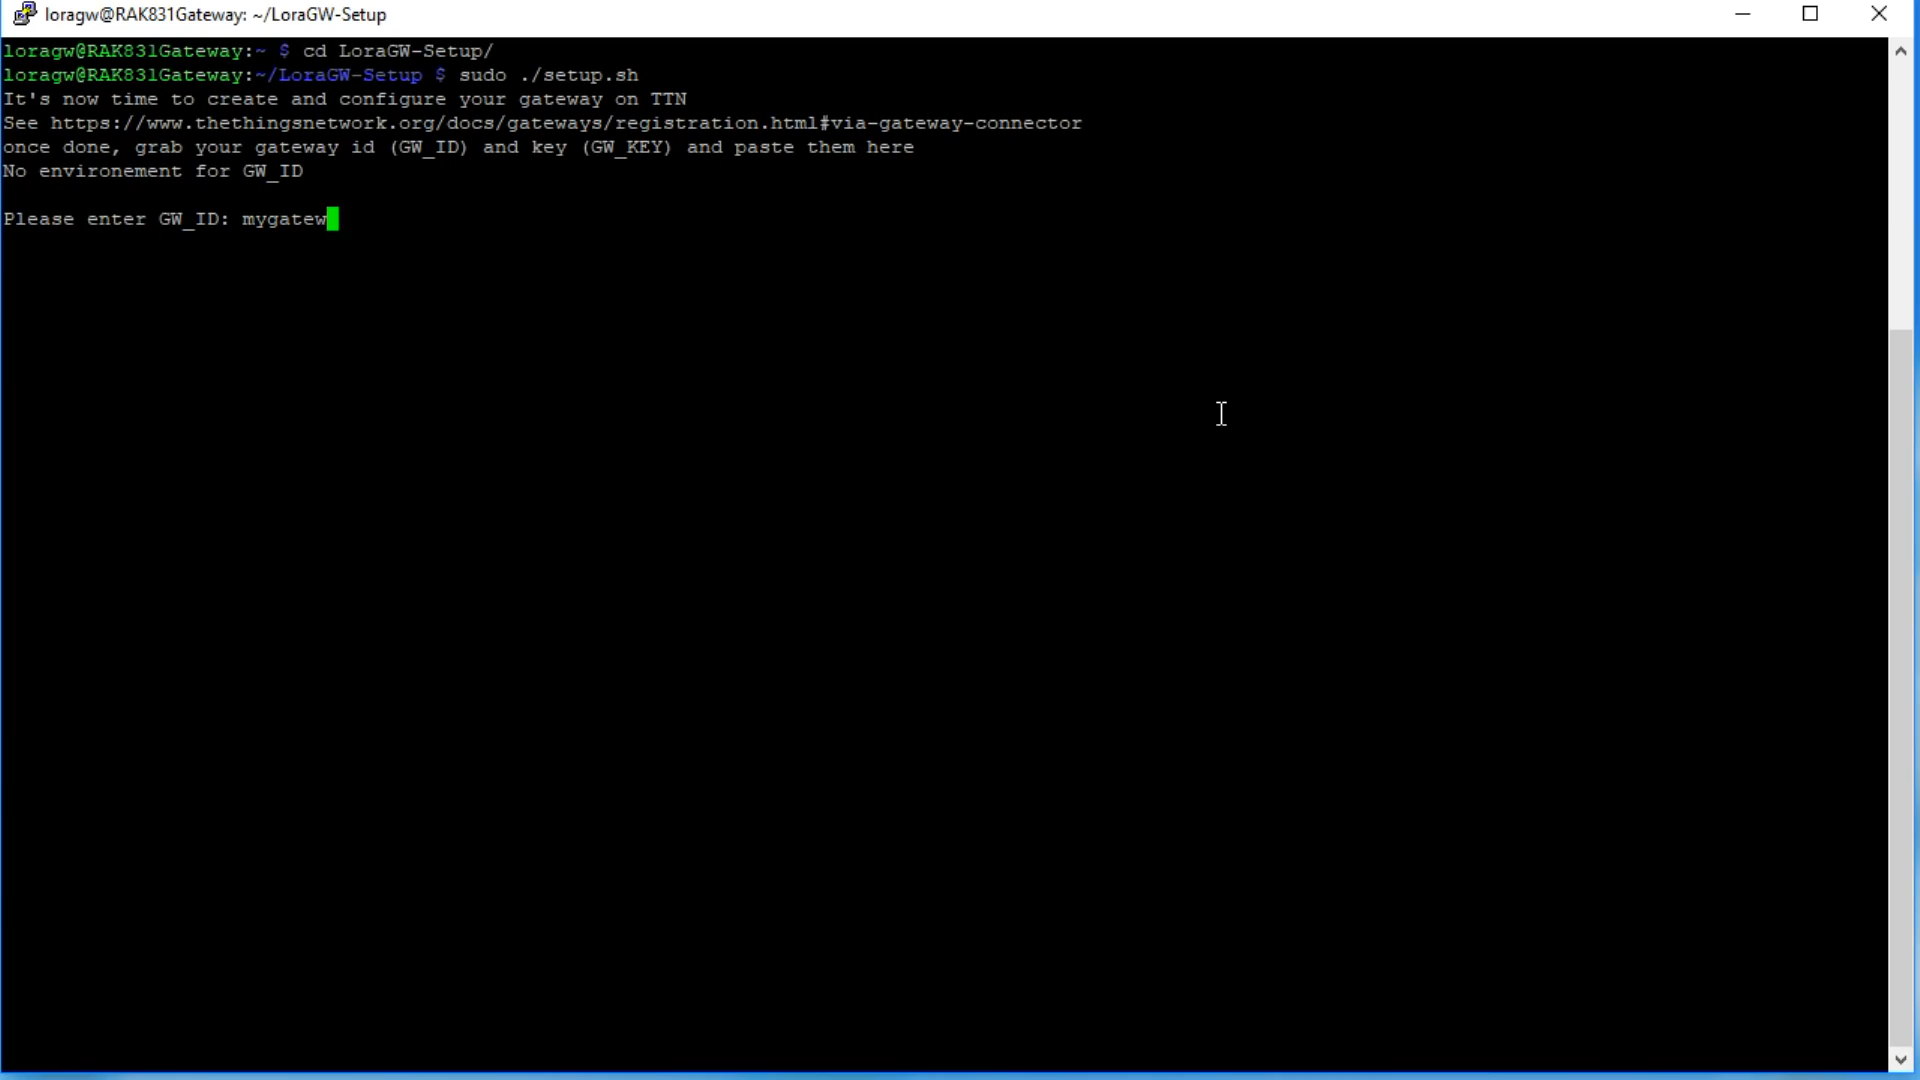 loragw@RAK831Gateway: ~/LoraGW-Setup
loragw@RAK831Gateway:~ $ cd LoraGW-Setup/
loragw@RAK831Gateway:~/LoraGW-Setup $ sudo ./setup.sh
It's now time to create and configure your gateway on TTN
See https://www.thethingsnetwork.org/docs/gateways/registration.html#via-gateway-connector
once done, grab your gateway id (GW_ID) and key (GW_KEY) and paste them here
No environement for GW_ID
Please enter GW_ID: mygatew